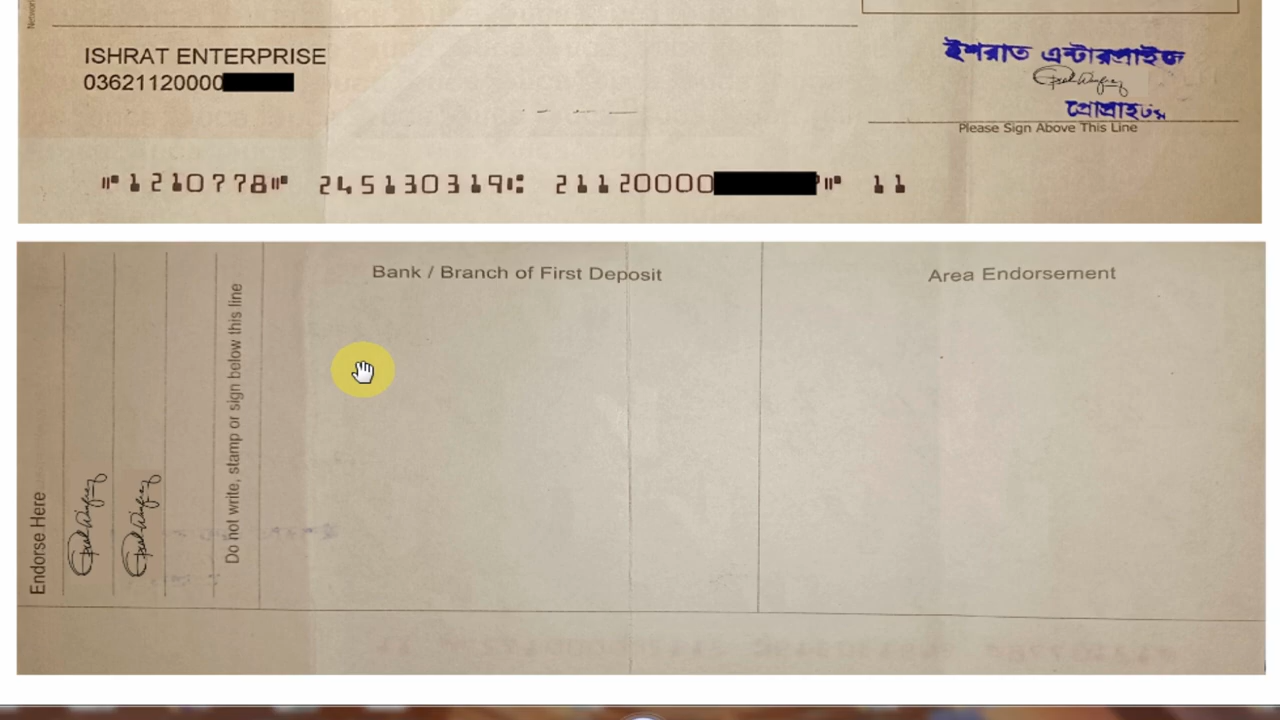 ISHRAT ENTERPRISE
03621120000
ইশরাত এন্টারপ্রাইজ
প্রোপ্রাইটর
Please Sign Above This Line
⑈1210778⑈ 245130319⑆ 21120000 ⑈ 11
Endorse Here
Do not write, stamp or sign below this line
Bank / Branch of First Deposit
Area Endorsement